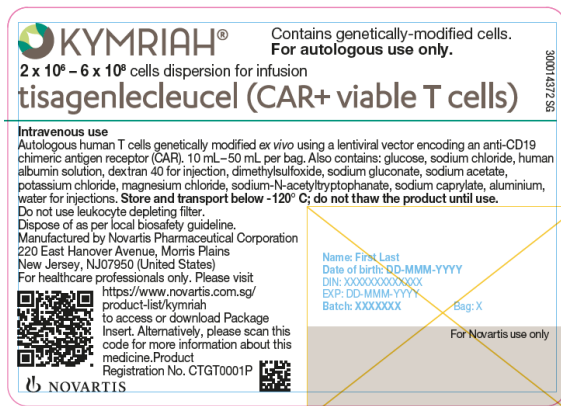 KYMRIAH®
Contains genetically-modified cells.
For autologous use only.
2 x 10⁶ – 6 x 10⁸ cells dispersion for infusion
tisagenlecleucel (CAR+ viable T cells)
300014372 SG
Intravenous use
Autologous human T cells genetically modified ex vivo using a lentiviral vector encoding an anti-CD19
chimeric antigen receptor (CAR). 10 mL–50 mL per bag. Also contains: glucose, sodium chloride, human
albumin solution, dextran 40 for injection, dimethylsulfoxide, sodium gluconate, sodium acetate,
potassium chloride, magnesium chloride, sodium-N-acetyltryptophanate, sodium caprylate, aluminium,
water for injections. Store and transport below -120° C; do not thaw the product until use.
Do not use leukocyte depleting filter.
Dispose of as per local biosafety guideline.
Manufactured by Novartis Pharmaceutical Corporation
220 East Hanover Avenue, Morris Plains
New Jersey, NJ07950 (United States)
For healthcare professionals only. Please visit
https://www.novartis.com.sg/
product-list/kymriah
to access or download Package
Insert. Alternatively, please scan this
code for more information about this
medicine.Product
Registration No. CTGT0001P
NOVARTIS
Name: First Last
Date of birth: DD-MMM-YYYY
DIN: XXXXXXXXXXXXX
EXP: DD-MMM-YYYY
Batch: XXXXXXX Bag: X
For Novartis use only